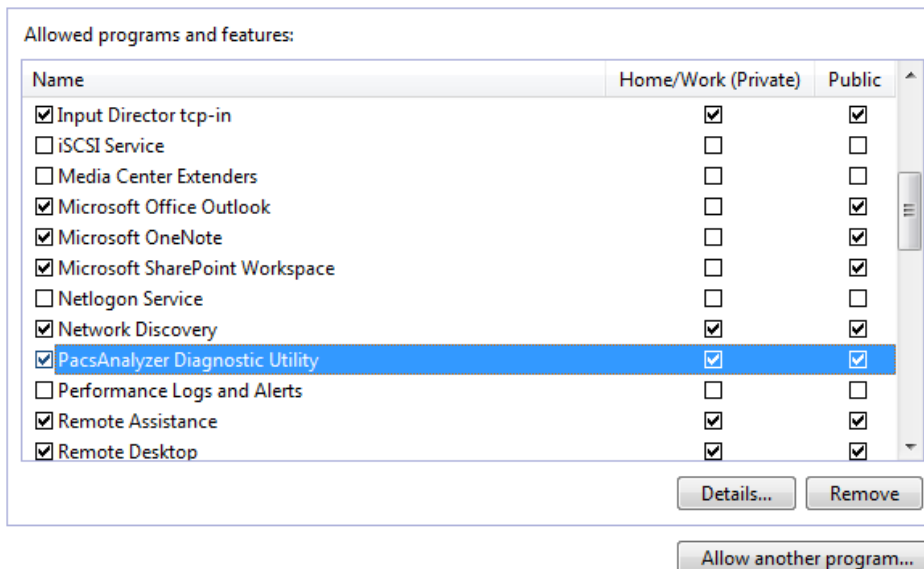 Allowed programs and features:
Name Home/Work (Private) Public
Input Director tcp-in
iSCSI Service
Media Center Extenders
Microsoft Office Outlook
Microsoft OneNote
Microsoft SharePoint Workspace
Netlogon Service
Network Discovery
PacsAnalyzer Diagnostic Utility
Performance Logs and Alerts
Remote Assistance
Remote Desktop
Details... Remove
Allow another program...